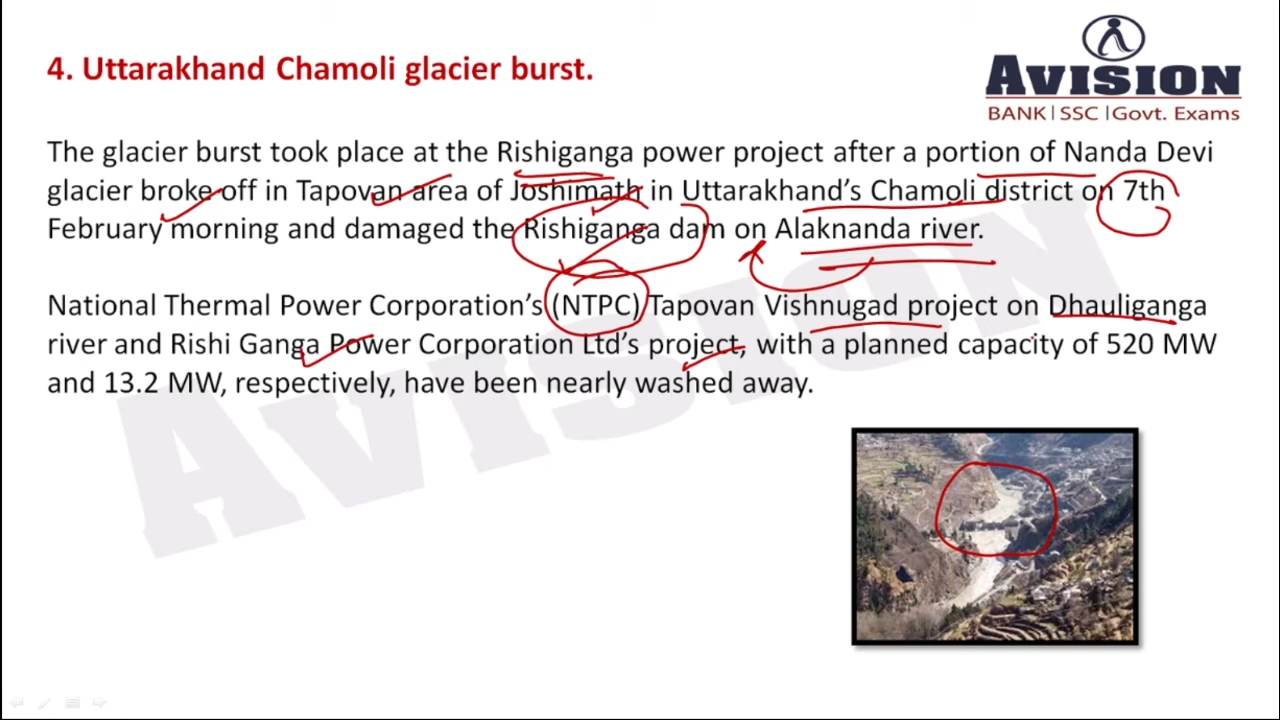 4. Uttarakhand Chamoli glacier burst.
AVISION
BANK|SSC|Govt. Exams
The glacier burst took place at the Rishiganga power project after a portion of Nanda Devi
glacier broke off in Tapovan area of Joshimath in Uttarakhand's Chamoli district on 7th
February morning and damaged the Rishiganga dam on Alaknanda river.
National Thermal Power Corporation's (NTPC) Tapovan Vishnugad project on Dhauliganga
river and Rishi Ganga Power Corporation Ltd's project, with a planned capacity of 520 MW
and 13.2 MW, respectively, have been nearly washed away.
AVISION